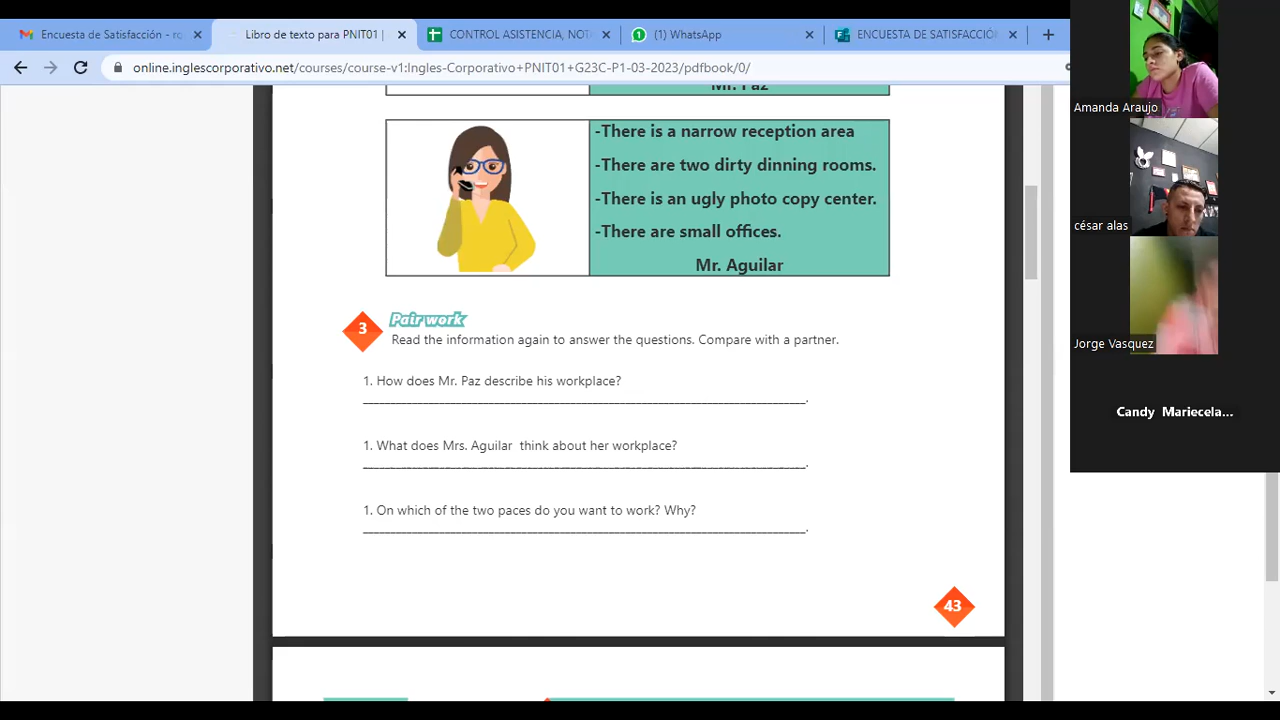 Encuesta de Satisfacción - ro
Libro de texto para PNIT01 |
CONTROL ASISTENCIA, NOT
(1) WhatsApp
ENCUESTA DE SATISFACCIÓN
online.inglescorporativo.net/courses/course-v1:Ingles-Corporativo+PNIT01+G23C-P1-03-2023/pdfbook/0/
Mr. Paz
-There is a narrow reception area
-There are two dirty dinning rooms.
-There is an ugly photo copy center.
-There are small offices.
Mr. Aguilar
3
Pair work
Read the information again to answer the questions. Compare with a partner.
1. How does Mr. Paz describe his workplace?
1. What does Mrs. Aguilar think about her workplace?
1. On which of the two paces do you want to work? Why?
43
Amanda Araujo
césar alas
Jorge Vasquez
Candy Mariecela...